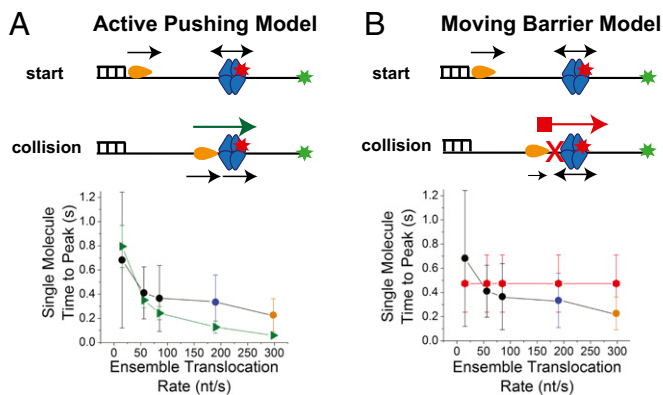 A Active Pushing Model
start
collision
Single Molecule
Time to Peak (s)
1.2
1.0
0.8
0.6
0.4
0.2
0.0
0 50 100 150 200 250 300
Ensemble Translocation
Rate (nt/s)
B Moving Barrier Model
start
collision
Single Molecule
Time to Peak (s)
1.2
1.0
0.8
0.6
0.4
0.2
0.0
0 50 100 150 200 250 300
Ensemble Translocation
Rate (nt/s)